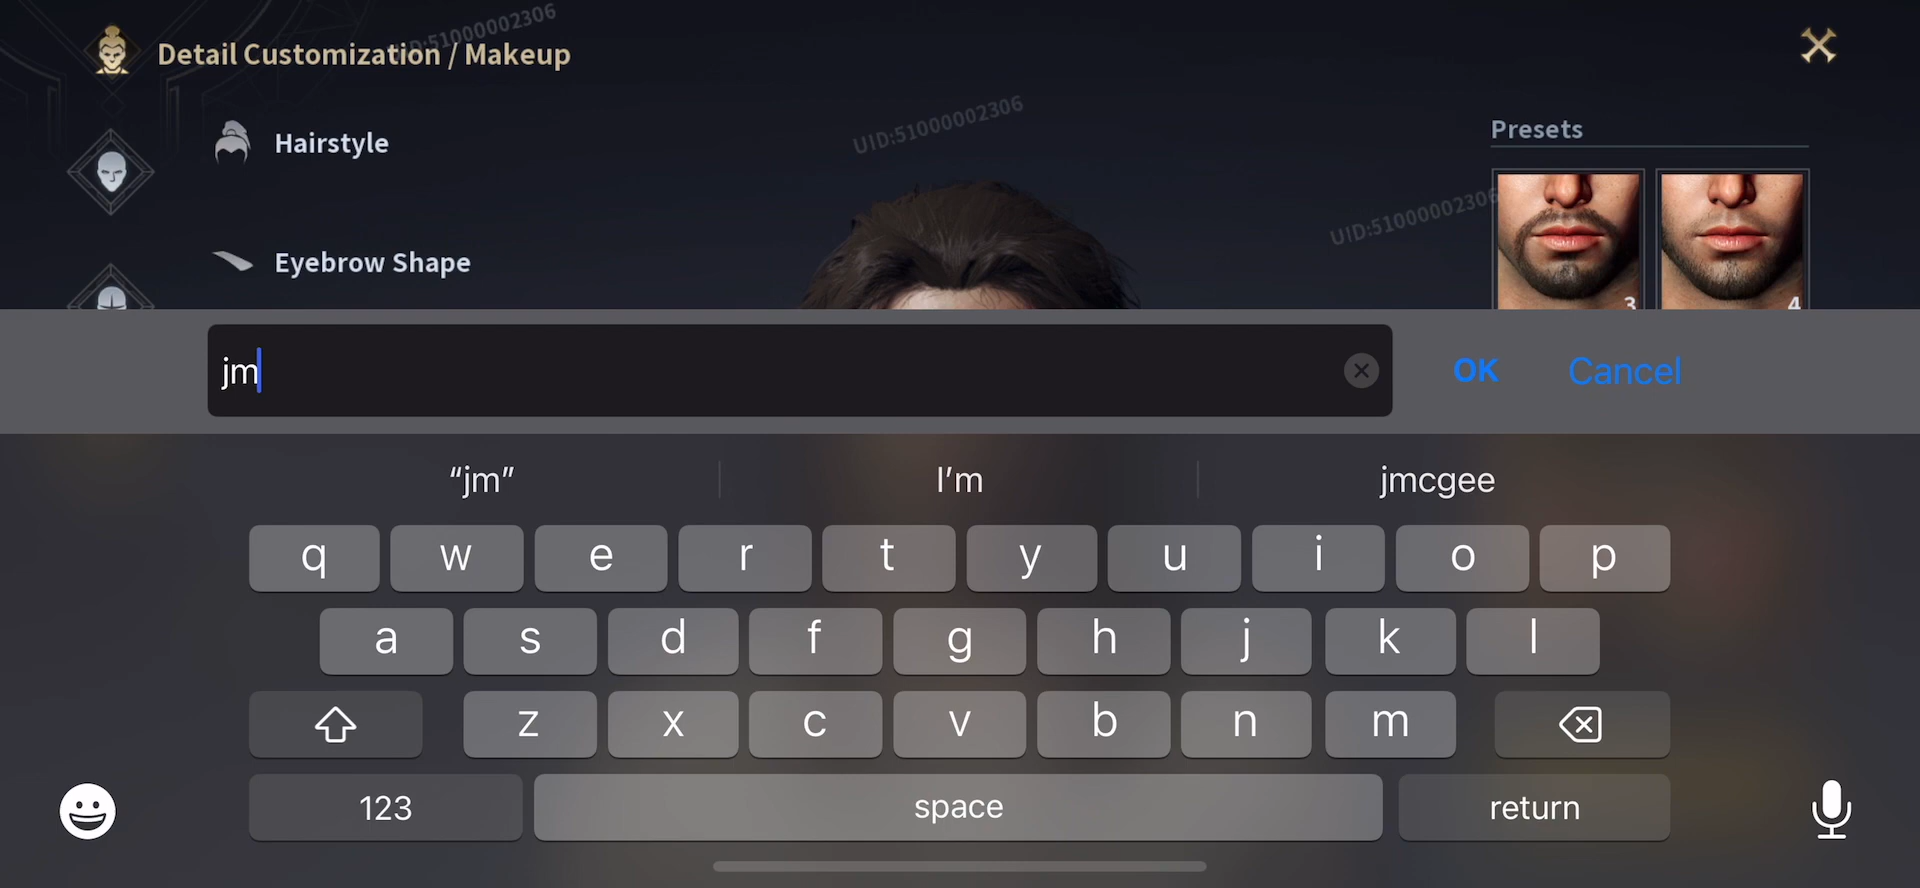 Detail Customization / Makeup
UID:51000002306
Hairstyle
UID:51000002306
Presets
UID:51000002306
Eyebrow Shape
3
4
jm
OK
Cancel
“jm”
I’m
jmcgee
q w e r t y u i o p
a s d f g h j k l
z x c v b n m
123
space
return